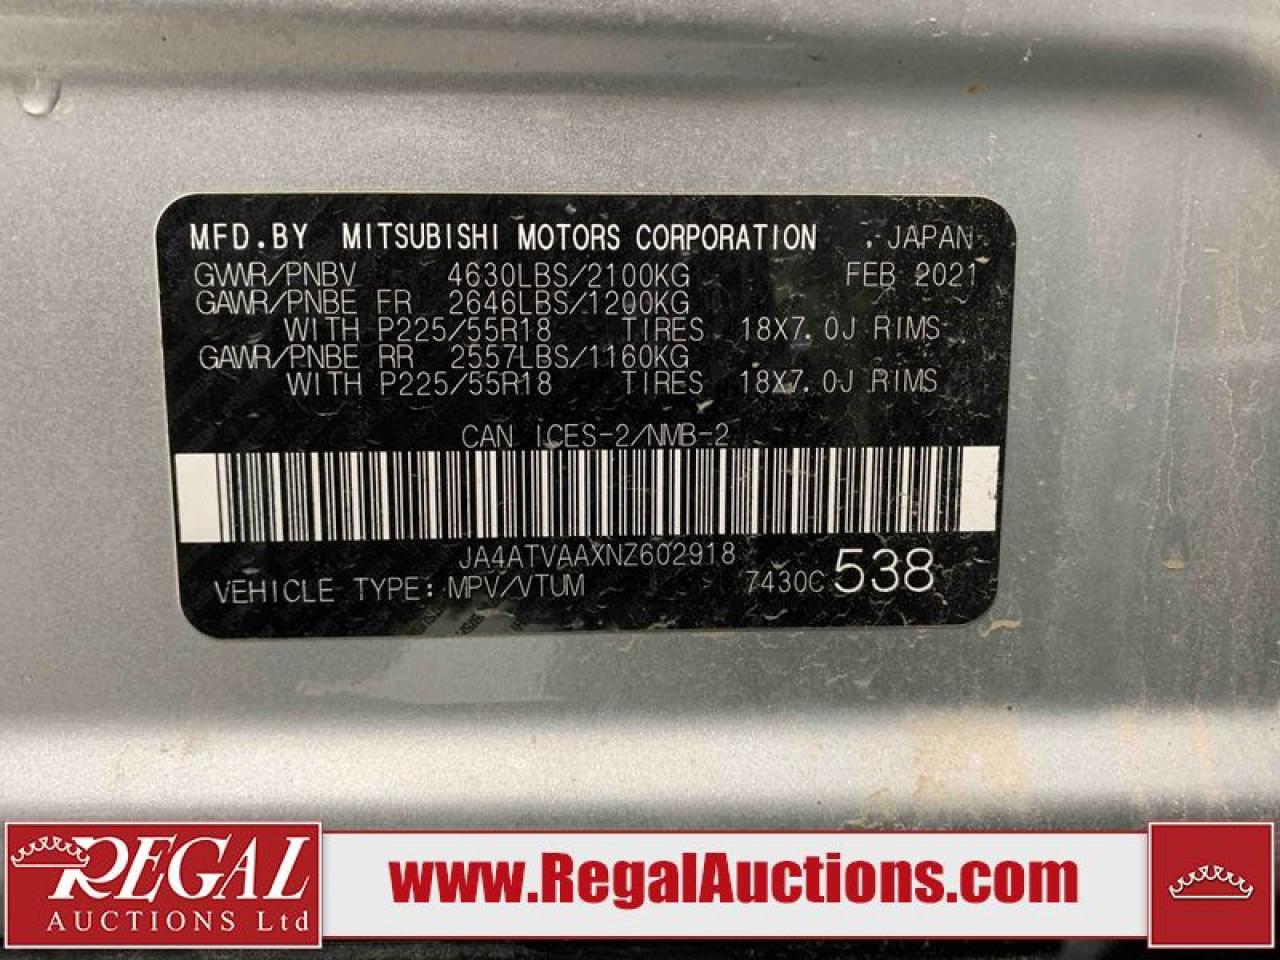 MFD.BY MITSUBISHI MOTORS CORPORATION , JAPAN
GVWR/PNBV 4630LBS/2100KG FEB 2021
GAWR/PNBE FR 2646LBS/1200KG
WITH P225/55R18 TIRES 18X7.0J RIMS
GAWR/PNBE RR 2557LBS/1160KG
WITH P225/55R18 TIRES 18X7.0J RIMS
CAN ICES-2/NMB-2
JA4ATVAAXNZ602918
VEHICLE TYPE: MPV/VTUM 7430C 538
REGAL
AUCTIONS Ltd
www.RegalAuctions.com